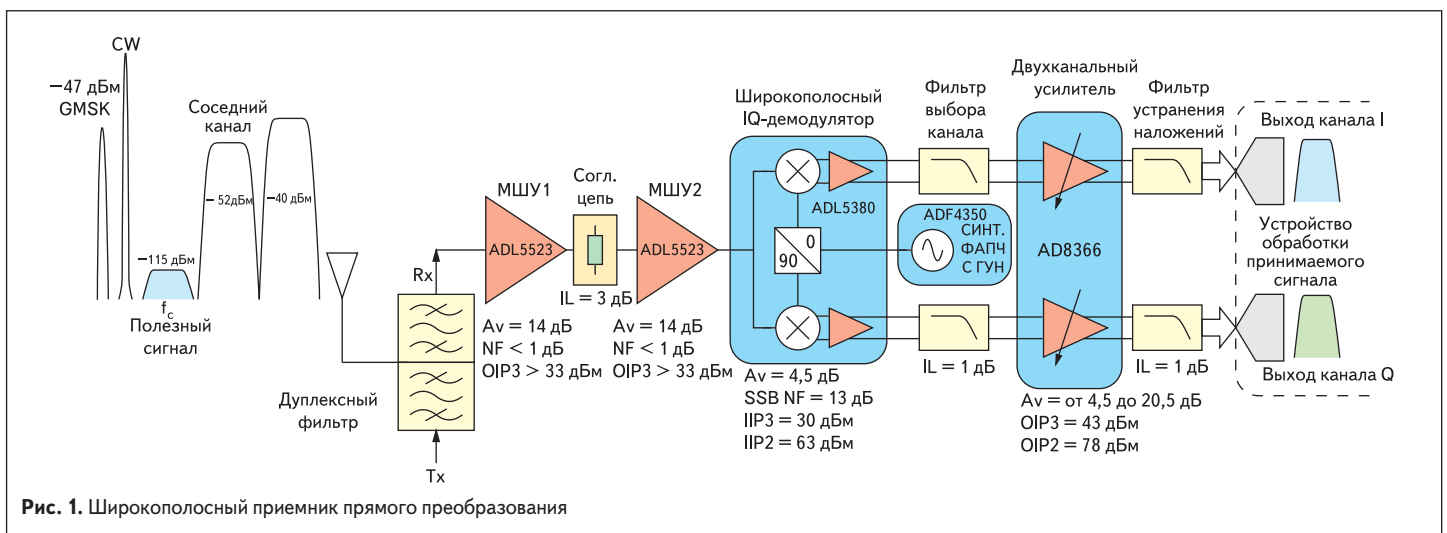 CW
−47 дБм
GMSK
Соседний
канал
− 52дБм
−40 дБм
−115 дБм
f_c
Полезный
сигнал
Дуплексный
фильтр
Rx
Tx
МШУ1
ADL5523
Av = 14 дБ
NF < 1 дБ
OIP3 > 33 дБм
Согл.
цепь
IL = 3 дБ
МШУ2
ADL5523
Av = 14 дБ
NF < 1 дБ
OIP3 > 33 дБм
Широкополосный
IQ-демодулятор
ADL5380
0
90
Av = 4,5 дБ
SSB NF = 13 дБ
IIP3 = 30 дБм
IIP2 = 63 дБм
Фильтр
выбора
канала
ADF4350
СИНТ.
ФАПЧ
С ГУН
IL = 1 дБ
Двухканальный
усилитель
AD8366
Av = от 4,5 до 20,5 дБ
OIP3 = 43 дБм
OIP2 = 78 дБм
Фильтр
устранения
наложений
IL = 1 дБ
Выход канала I
Устройство
обработки
принимаемого
сигнала
Выход канала Q
Рис. 1. Широкополосный приемник прямого преобразования